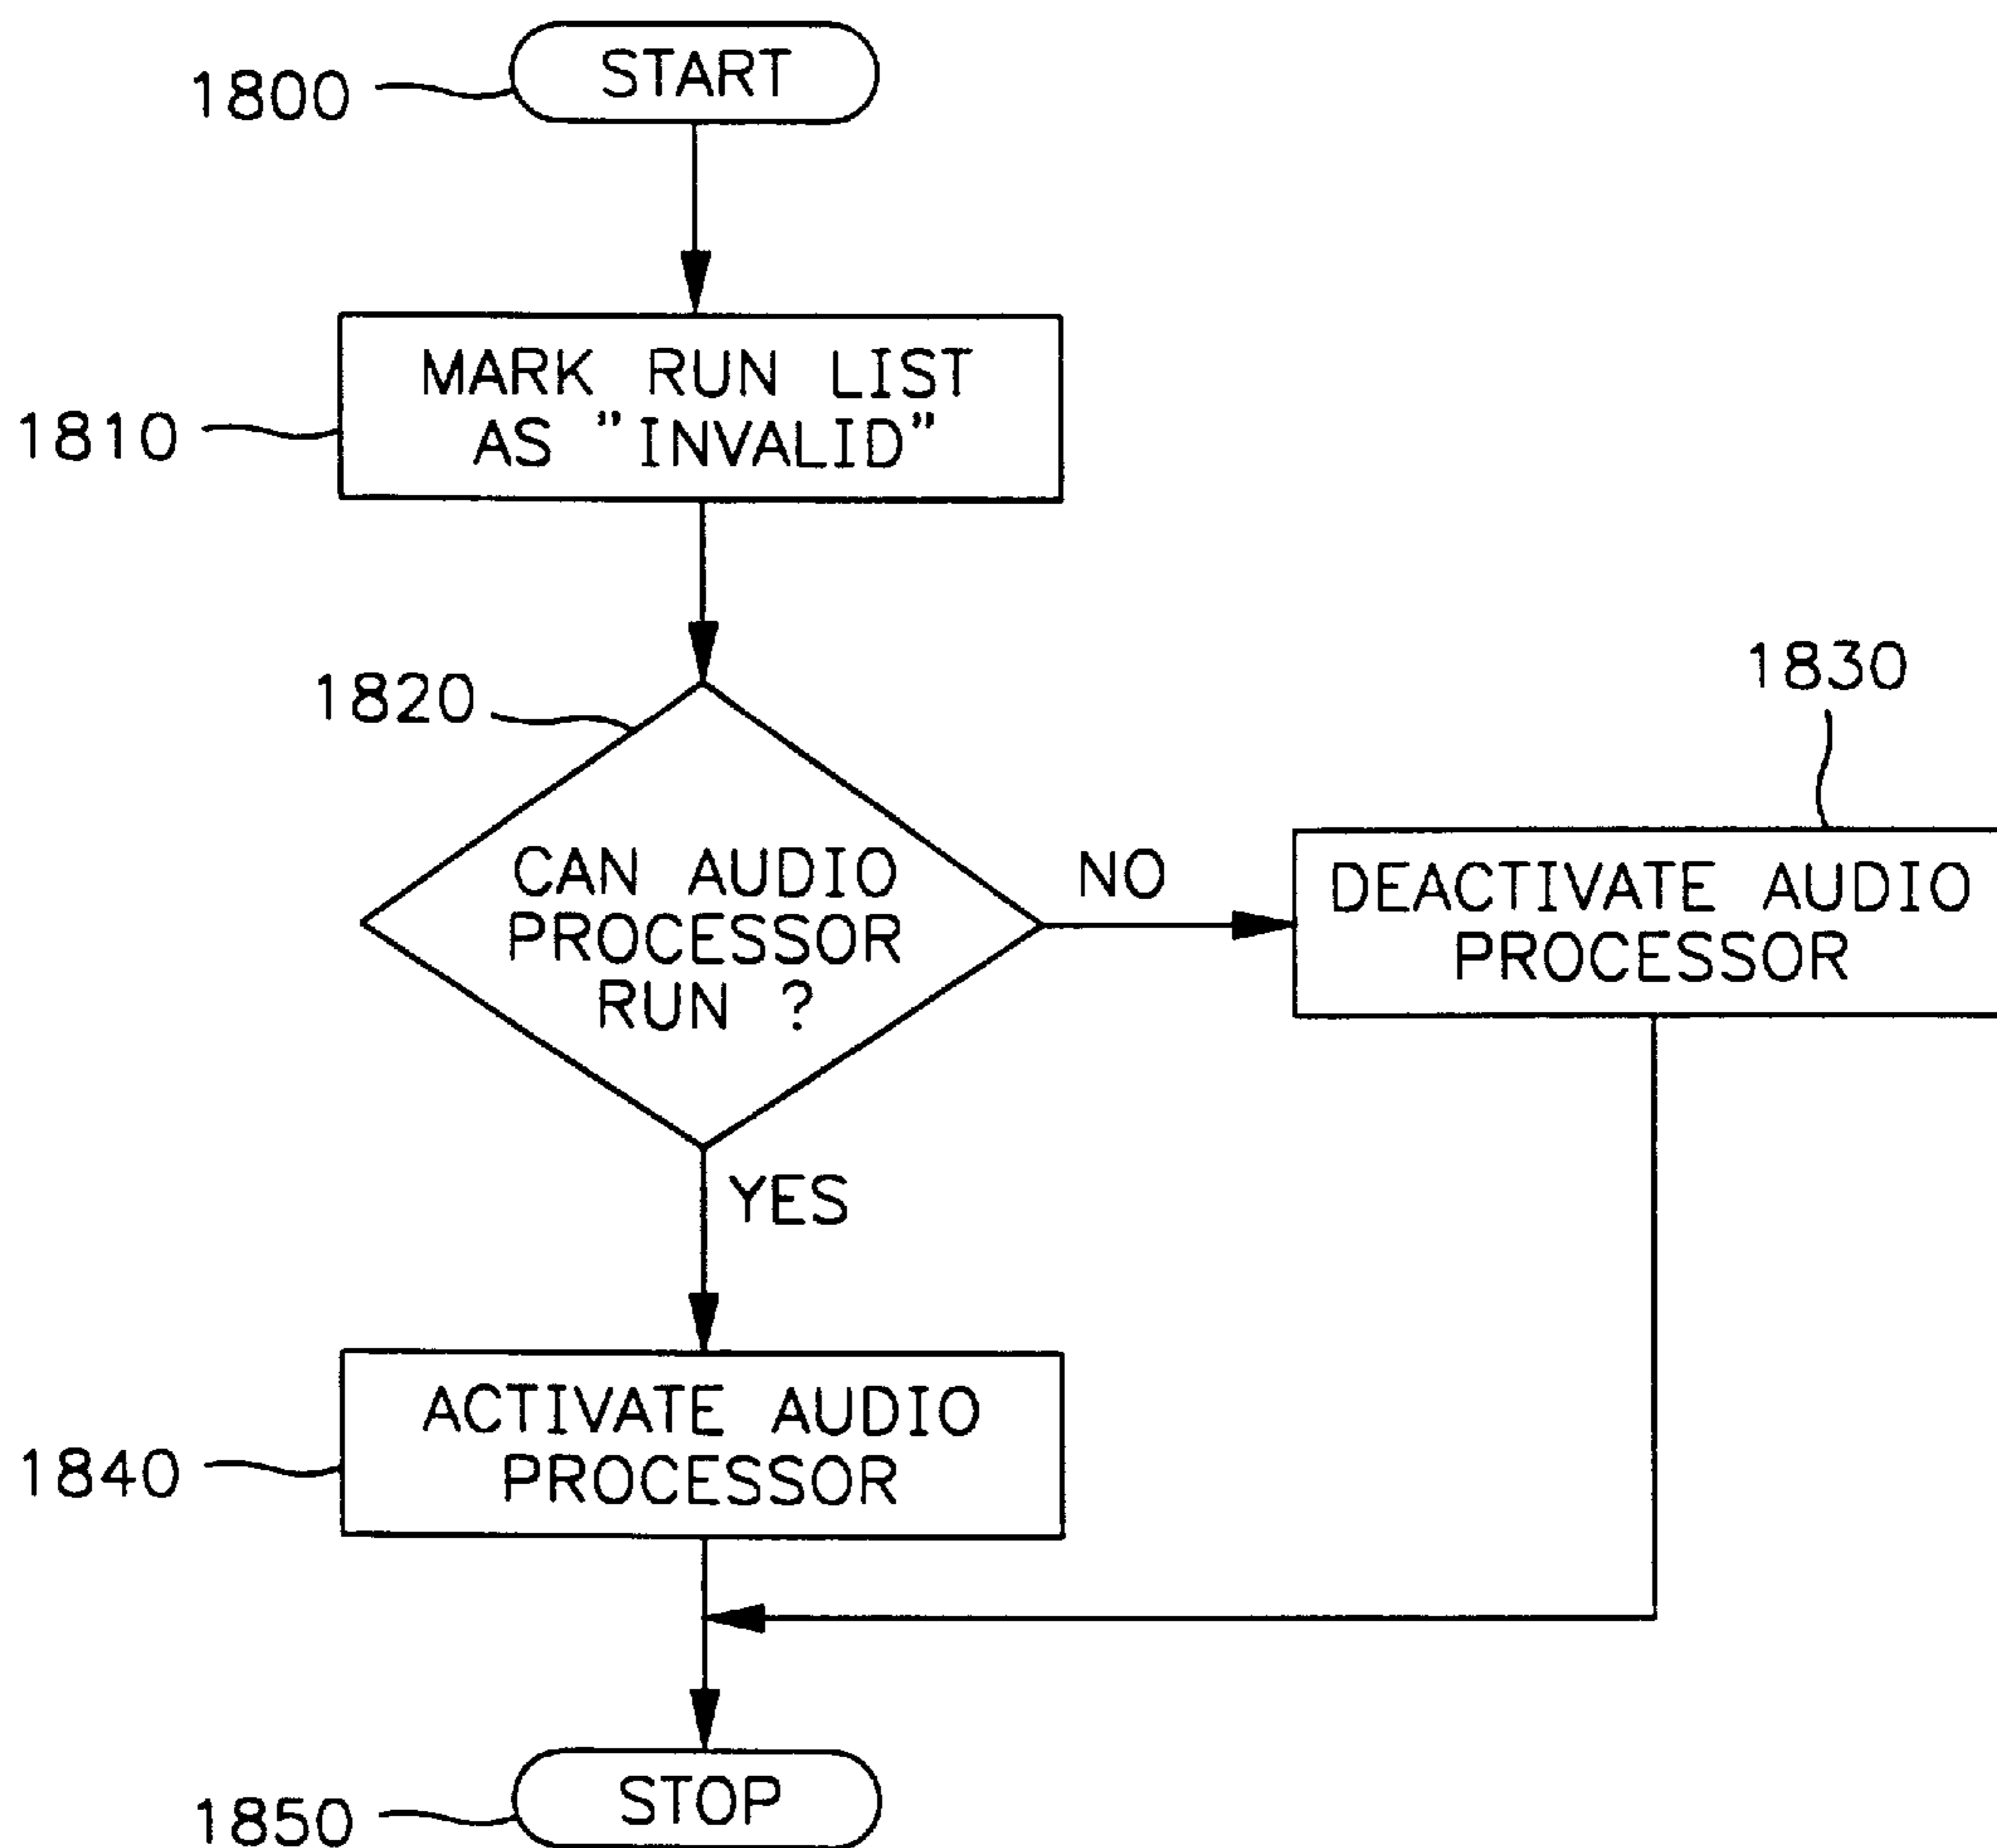 1800
START
1810
MARK RUN LIST
AS "INVALID"
1820
CAN AUDIO
PROCESSOR
RUN ?
NO
1830
DEACTIVATE AUDIO
PROCESSOR
YES
1840
ACTIVATE AUDIO
PROCESSOR
1850
STOP